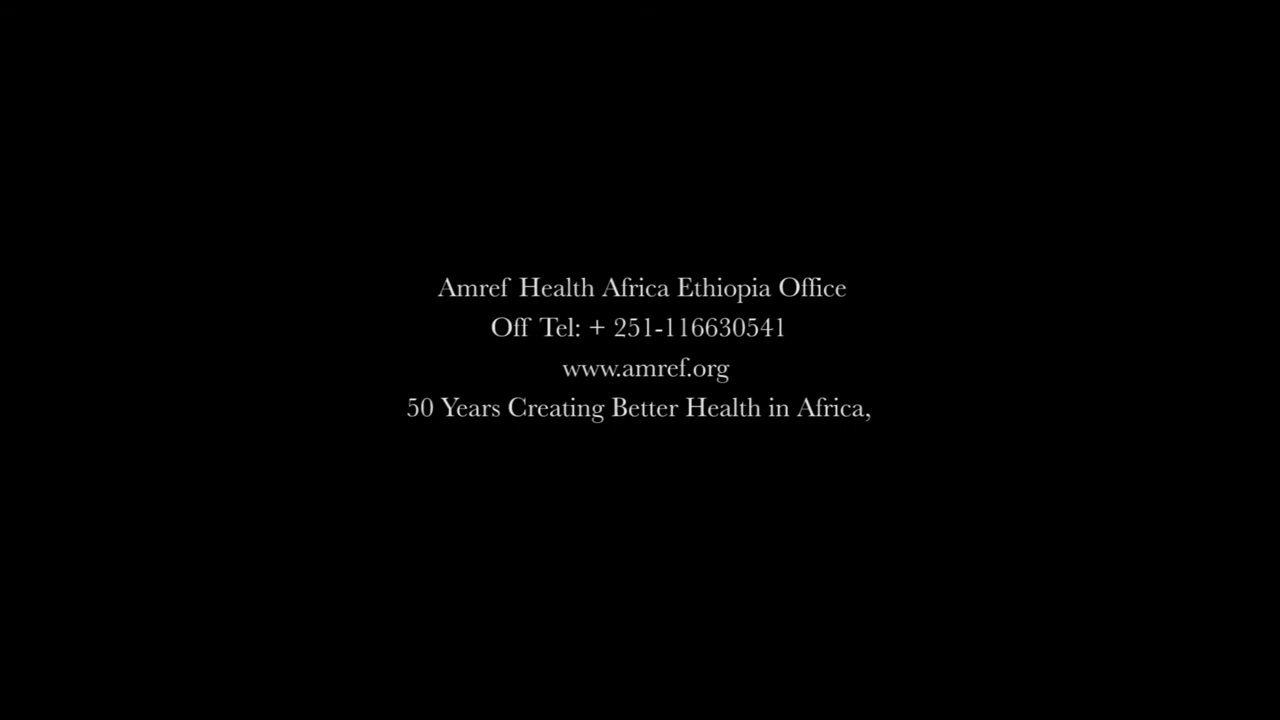 Amref Health Africa Ethiopia Office
Off Tel: + 251-116630541
www.amref.org
50 Years Creating Better Health in Africa,